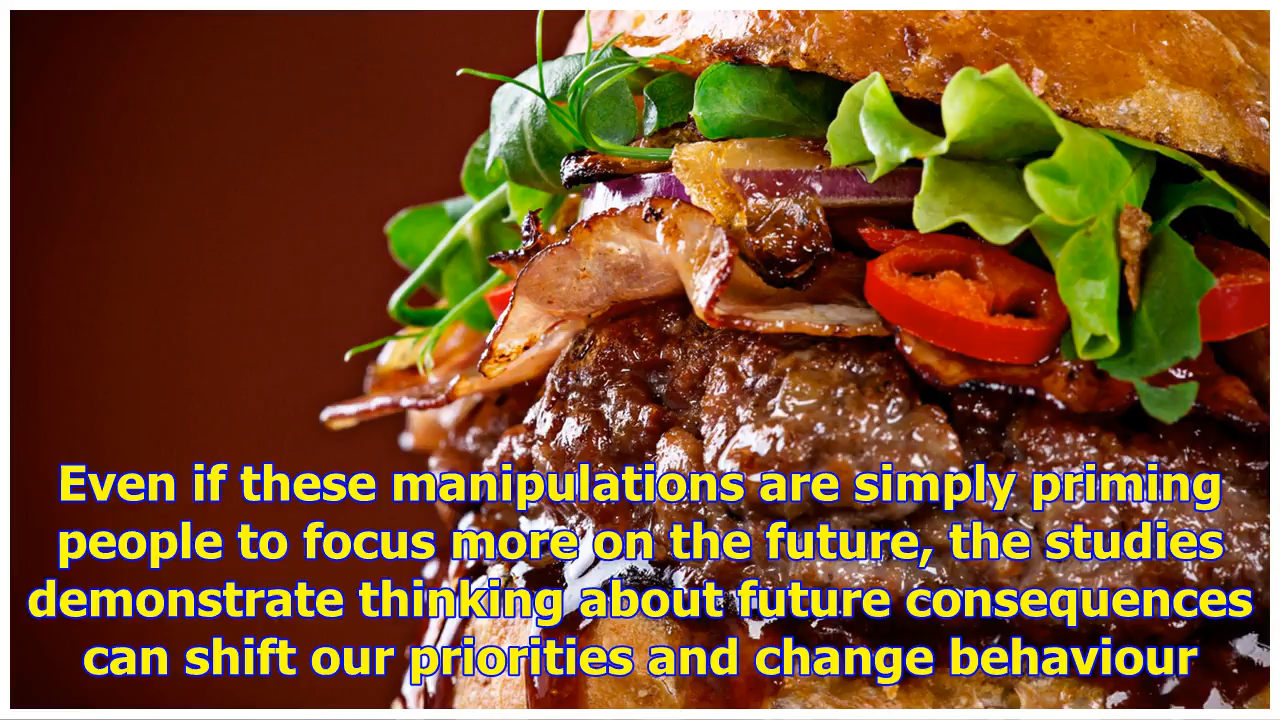 Even if these manipulations are simply priming
people to focus more on the future, the studies
demonstrate thinking about future consequences
can shift our priorities and change behaviour